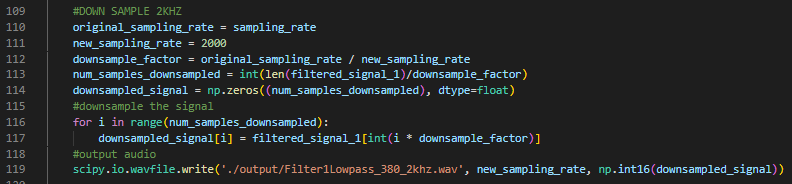 109 #DOWN SAMPLE 2KHZ
110 original_sampling_rate = sampling_rate
111 new_sampling_rate = 2000
112 downsample_factor = original_sampling_rate / new_sampling_rate
113 num_samples_downsampled = int(len(filtered_signal_1)/downsample_factor)
114 downsampled_signal = np.zeros((num_samples_downsampled), dtype=float)
115 #downsample the signal
116 for i in range(num_samples_downsampled):
117 downsampled_signal[i] = filtered_signal_1[int(i * downsample_factor)]
118 #output audio
119 scipy.io.wavfile.write('./output/Filter1Lowpass_380_2khz.wav', new_sampling_rate, np.int16(downsampled_signal))